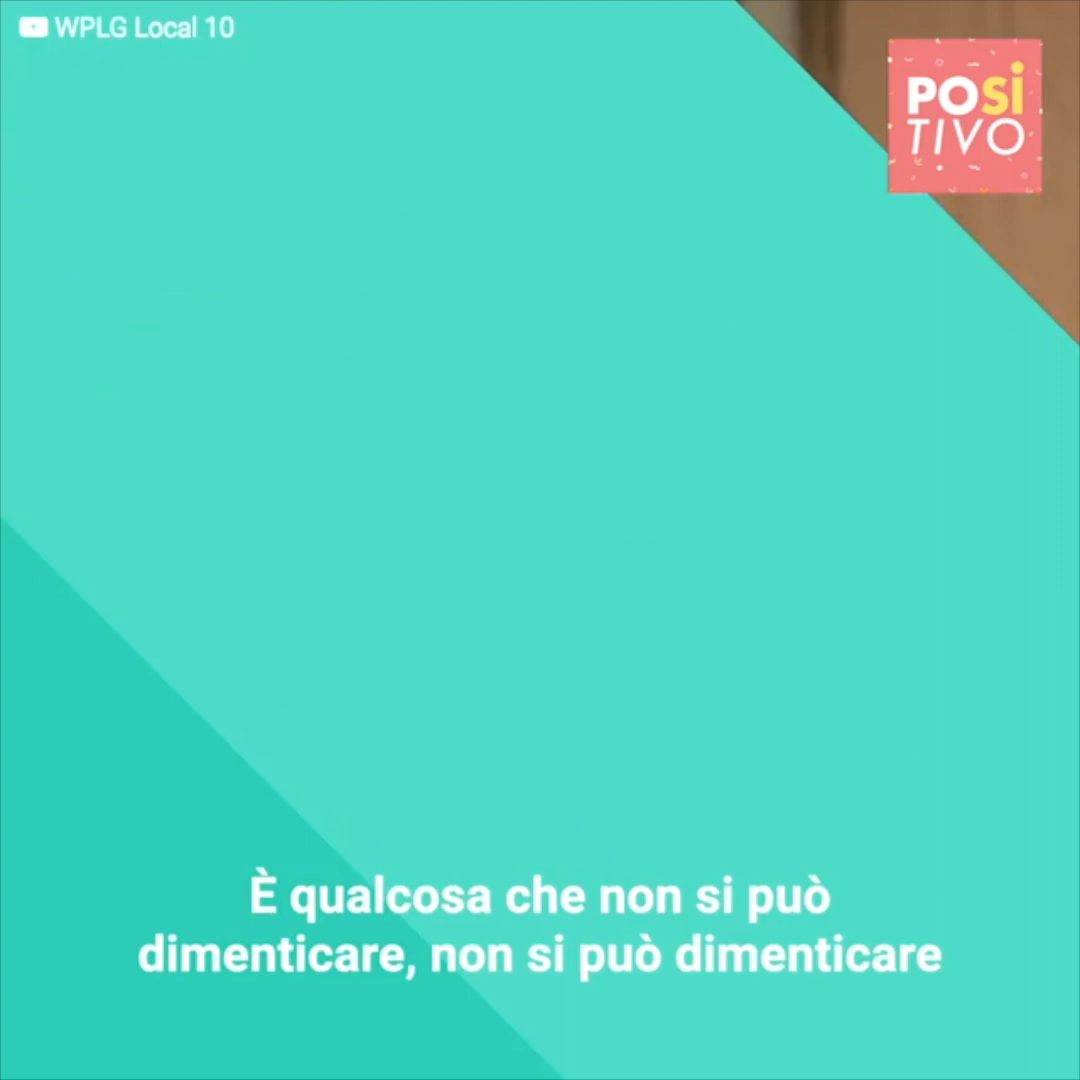 WPLG Local 10
POSİ
TIVO
È qualcosa che non si può
dimenticare, non si può dimenticare